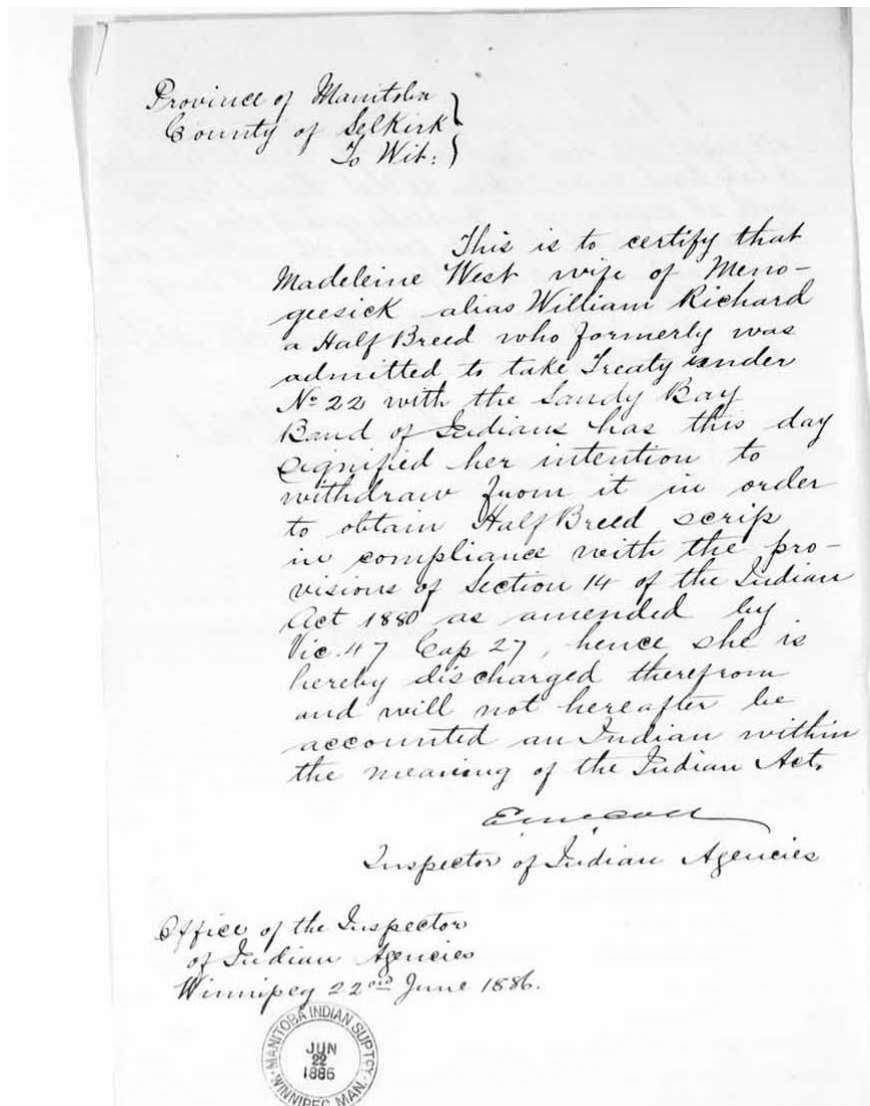 Province of Manitoba
County of Selkirk
To Wit:
This is to certify that
Madeleine West wife of Meno-
geesick alias William Richard
a Half Breed who formerly was
admitted to take Treaty under
No 22 with the Sandy Bay
Band of Indians has this day
signified her intention to
withdraw from it in order
to obtain Half Breed scrip
in compliance with the pro-
visions of Section 14 of the Indian
Act 1880 as amended by
Vic. 47 Cap 27, hence she is
hereby discharged therefrom
and will not hereafter be
accounted an Indian within
the meaning of the Indian Act.
Inspector of Indian Agencies
Office of the Inspector
of Indian Agencies
Winnipeg 22nd June 1886.
MANITOBA INDIAN SUPTCY.
JUN
22
1886
WINNIPEG MAN.